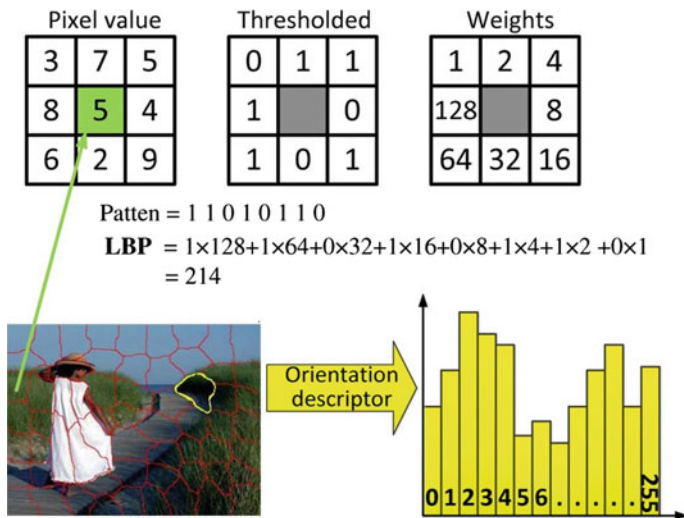 Pixel value Thresholded Weights
3 7 5 0 1 1 1 2 4
8 5 4 1 0 128 8
6 2 9 1 0 1 64 32 16
Patten = 1 1 0 1 0 1 1 0
LBP = 1×128+1×64+0×32+1×16+0×8+1×4+1×2 +0×1
= 214
Orientation
descriptor
0 1 2 3 4 5 6 . . . . . 255